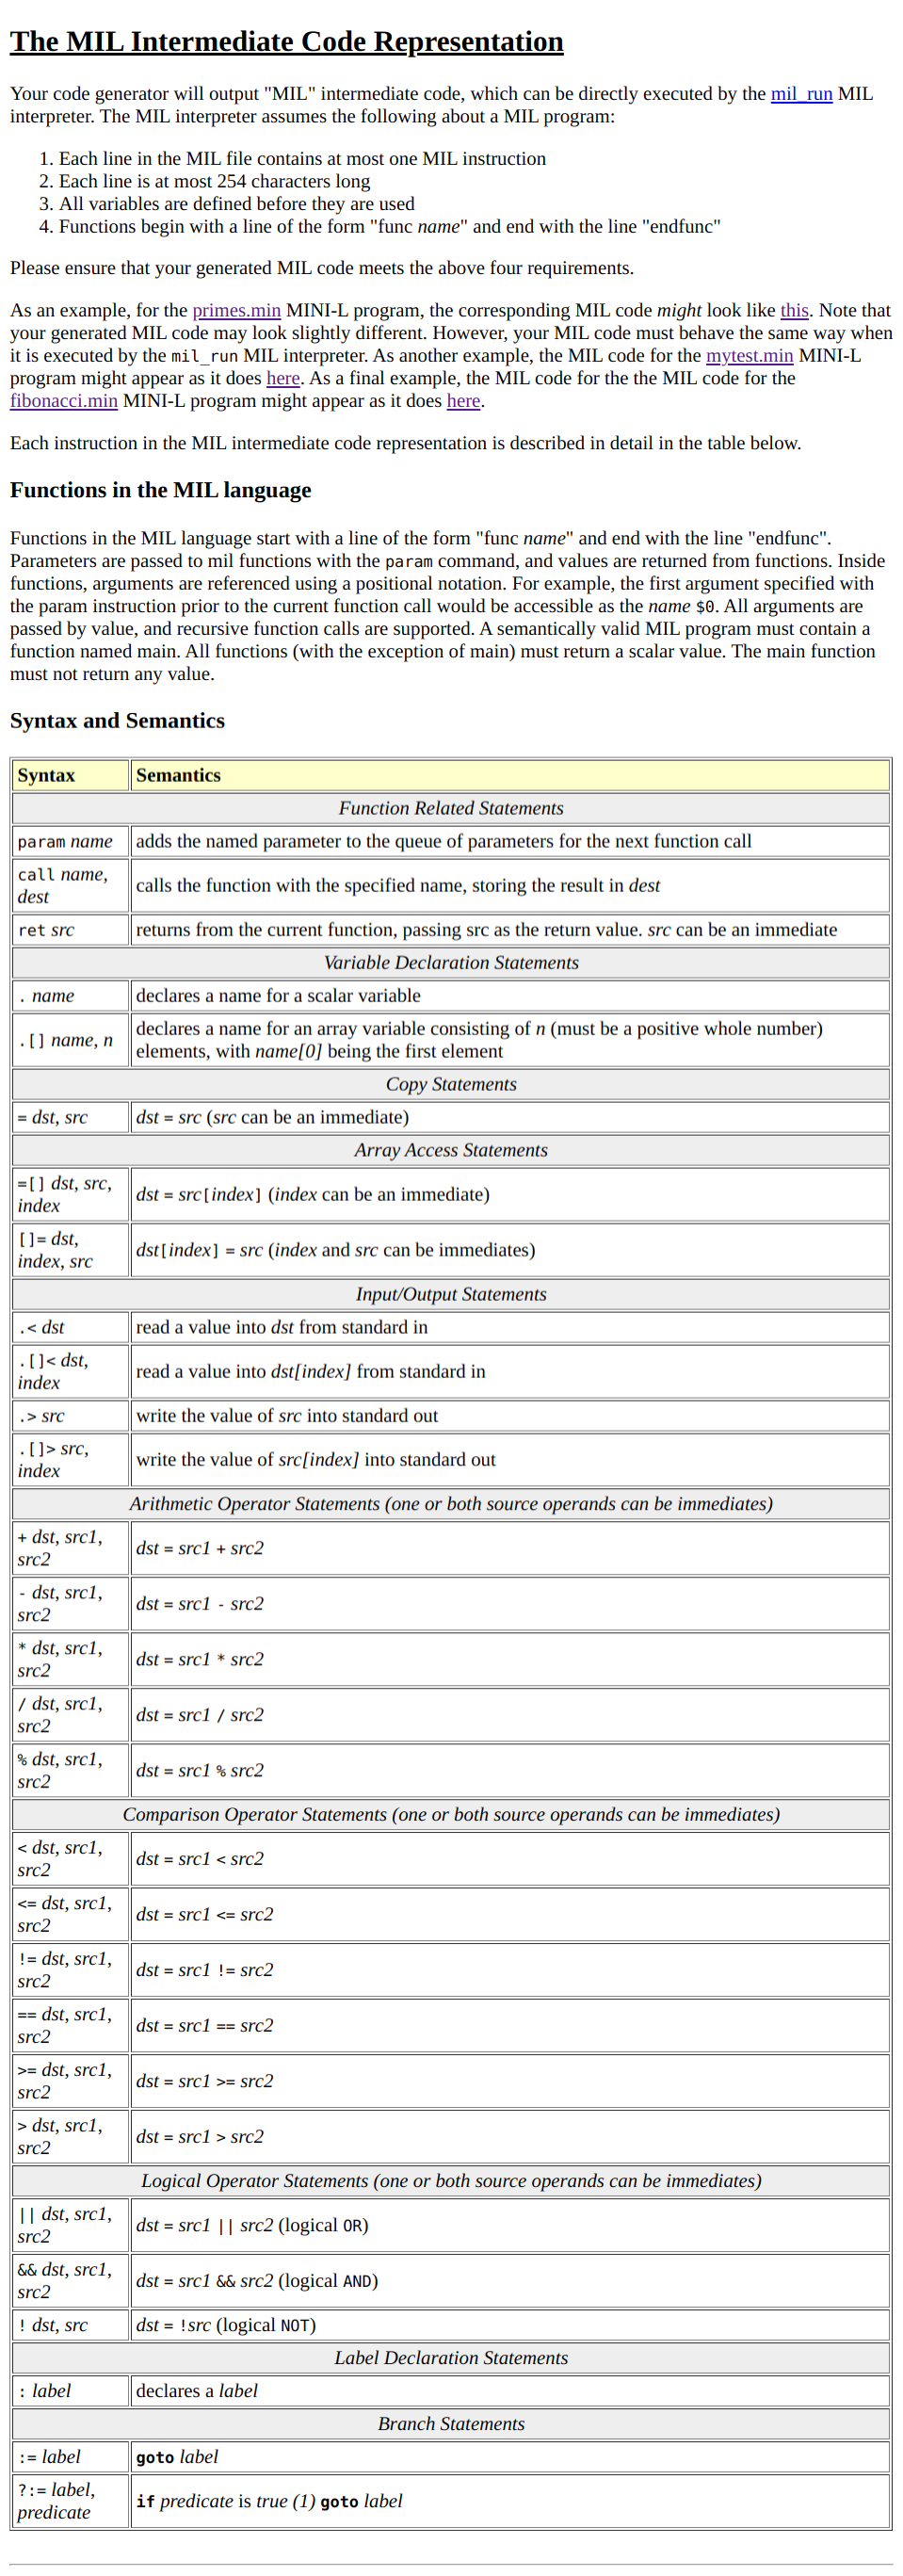 The MIL Intermediate Code Representation
Your code generator will output "MIL" intermediate code, which can be directly executed by the mil_run MIL
interpreter. The MIL interpreter assumes the following about a MIL program:
1. Each line in the MIL file contains at most one MIL instruction
2. Each line is at most 254 characters long
3. All variables are defined before they are used
4. Functions begin with a line of the form "func name" and end with the line "endfunc"
Please ensure that your generated MIL code meets the above four requirements.
As an example, for the primes.min MINI-L program, the corresponding MIL code might look like this. Note that
your generated MIL code may look slightly different. However, your MIL code must behave the same way when
it is executed by the mil_run MIL interpreter. As another example, the MIL code for the mytest.min MINI-L
program might appear as it does here. As a final example, the MIL code for the the MIL code for the
fibonacci.min MINI-L program might appear as it does here.
Each instruction in the MIL intermediate code representation is described in detail in the table below.
Functions in the MIL language
Functions in the MIL language start with a line of the form "func name" and end with the line "endfunc".
Parameters are passed to mil functions with the param command, and values are returned from functions. Inside
functions, arguments are referenced using a positional notation. For example, the first argument specified with
the param instruction prior to the current function call would be accessible as the name $0. All arguments are
passed by value, and recursive function calls are supported. A semantically valid MIL program must contain a
function named main. All functions (with the exception of main) must return a scalar value. The main function
must not return any value.
Syntax and Semantics
Syntax Semantics
Function Related Statements
param name adds the named parameter to the queue of parameters for the next function call
call name,
dest
calls the function with the specified name, storing the result in dest
ret src returns from the current function, passing src as the return value. src can be an immediate
Variable Declaration Statements
. name declares a name for a scalar variable
.[] name, n
declares a name for an array variable consisting of n (must be a positive whole number)
elements, with name[0] being the first element
Copy Statements
= dst, src dst = src (src can be an immediate)
Array Access Statements
=[] dst, src,
index
dst = src[index] (index can be an immediate)
[]= dst,
index, src
dst[index] = src (index and src can be immediates)
Input/Output Statements
.< dst read a value into dst from standard in
.[]< dst,
index
read a value into dst[index] from standard in
.> src write the value of src into standard out
.[]> src,
index
write the value of src[index] into standard out
Arithmetic Operator Statements (one or both source operands can be immediates)
+ dst, src1,
src2
dst = src1 + src2
- dst, src1,
src2
dst = src1 - src2
* dst, src1,
src2
dst = src1 * src2
/ dst, src1,
src2
dst = src1 / src2
% dst, src1,
src2
dst = src1 % src2
Comparison Operator Statements (one or both source operands can be immediates)
< dst, src1,
src2
dst = src1 < src2
<= dst, src1,
src2
dst = src1 <= src2
!= dst, src1,
src2
dst = src1 != src2
== dst, src1,
src2
dst = src1 == src2
>= dst, src1,
src2
dst = src1 >= src2
> dst, src1,
src2
dst = src1 > src2
Logical Operator Statements (one or both source operands can be immediates)
|| dst, src1,
src2
dst = src1 || src2 (logical OR)
&& dst, src1,
src2
dst = src1 && src2 (logical AND)
! dst, src dst = !src (logical NOT)
Label Declaration Statements
: label declares a label
Branch Statements
:= label goto label
?:= label,
predicate
if predicate is true (1) goto label